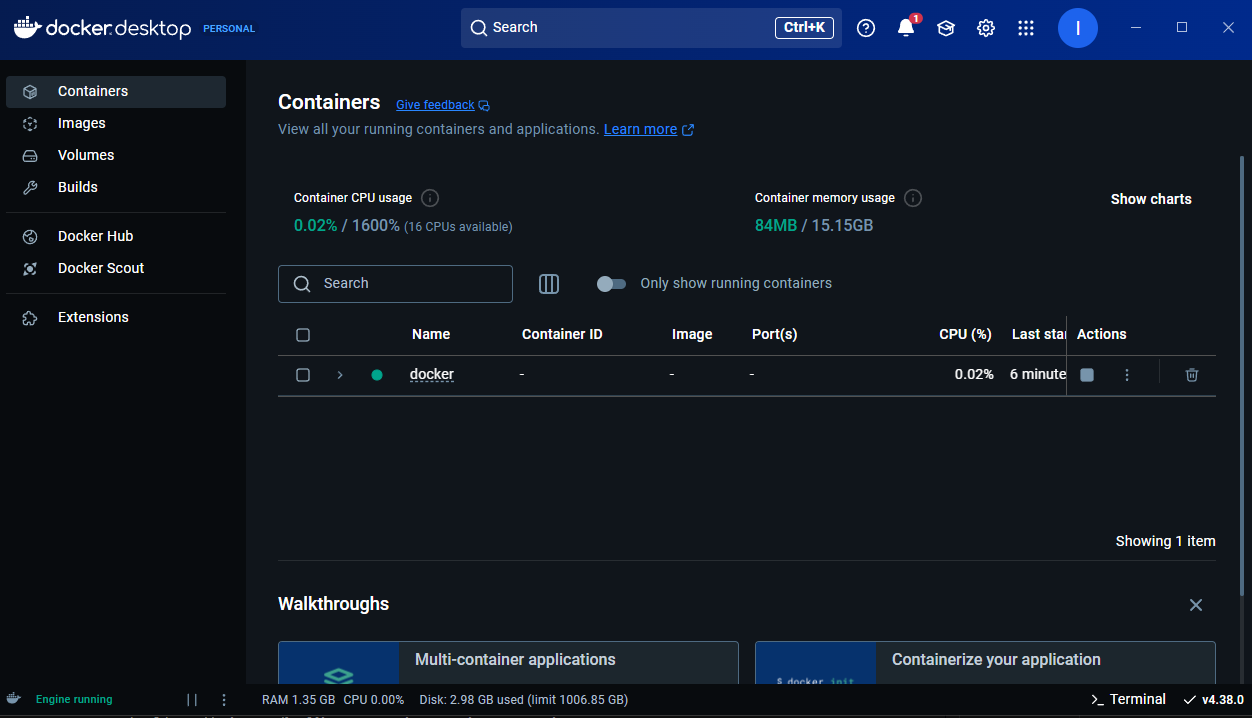 docker.desktop PERSONAL Search Ctrl+K 1 I
Containers
Images
Volumes
Builds
Docker Hub
Docker Scout
Extensions
Containers Give feedback
View all your running containers and applications. Learn more
Container CPU usage Container memory usage Show charts
0.02% / 1600% (16 CPUs available) 84MB / 15.15GB
Search Only show running containers
Name Container ID Image Port(s) CPU (%) Last star Actions
docker - - - 0.02% 6 minute
Showing 1 item
Walkthroughs
Multi-container applications Containerize your application
$ docker init
Engine running RAM 1.35 GB CPU 0.00% Disk: 2.98 GB used (limit 1006.85 GB) >_ Terminal v4.38.0